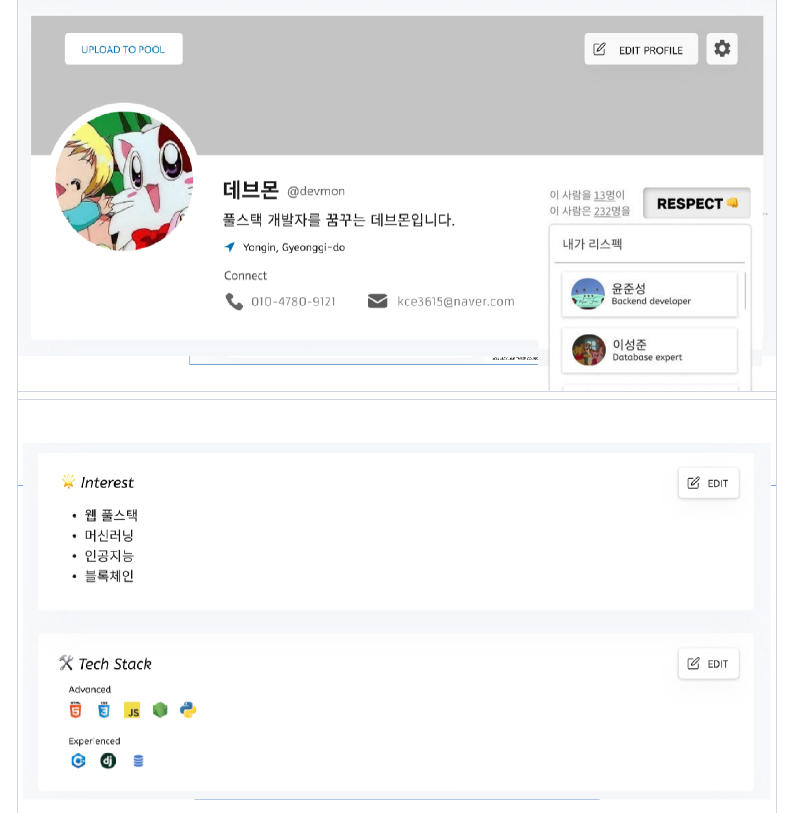 UPLOAD TO POOL
EDIT PROFILE
데브몬 @devmon
풀스택 개발자를 꿈꾸는 데브몬입니다.
Yongin, Gyeonggi-do
Connect
010-4780-9121 kce3615@naver.com
이 사람을 13명이
이 사람은 232명을
RESPECT
내가 리스펙
윤준성
Backend developer
이성준
Database expert
Interest
EDIT
• 웹 풀스택
• 머신러닝
• 인공지능
• 블록체인
Tech Stack
EDIT
Advanced
HTML 5 CSS 3 JS
Experienced
C dj